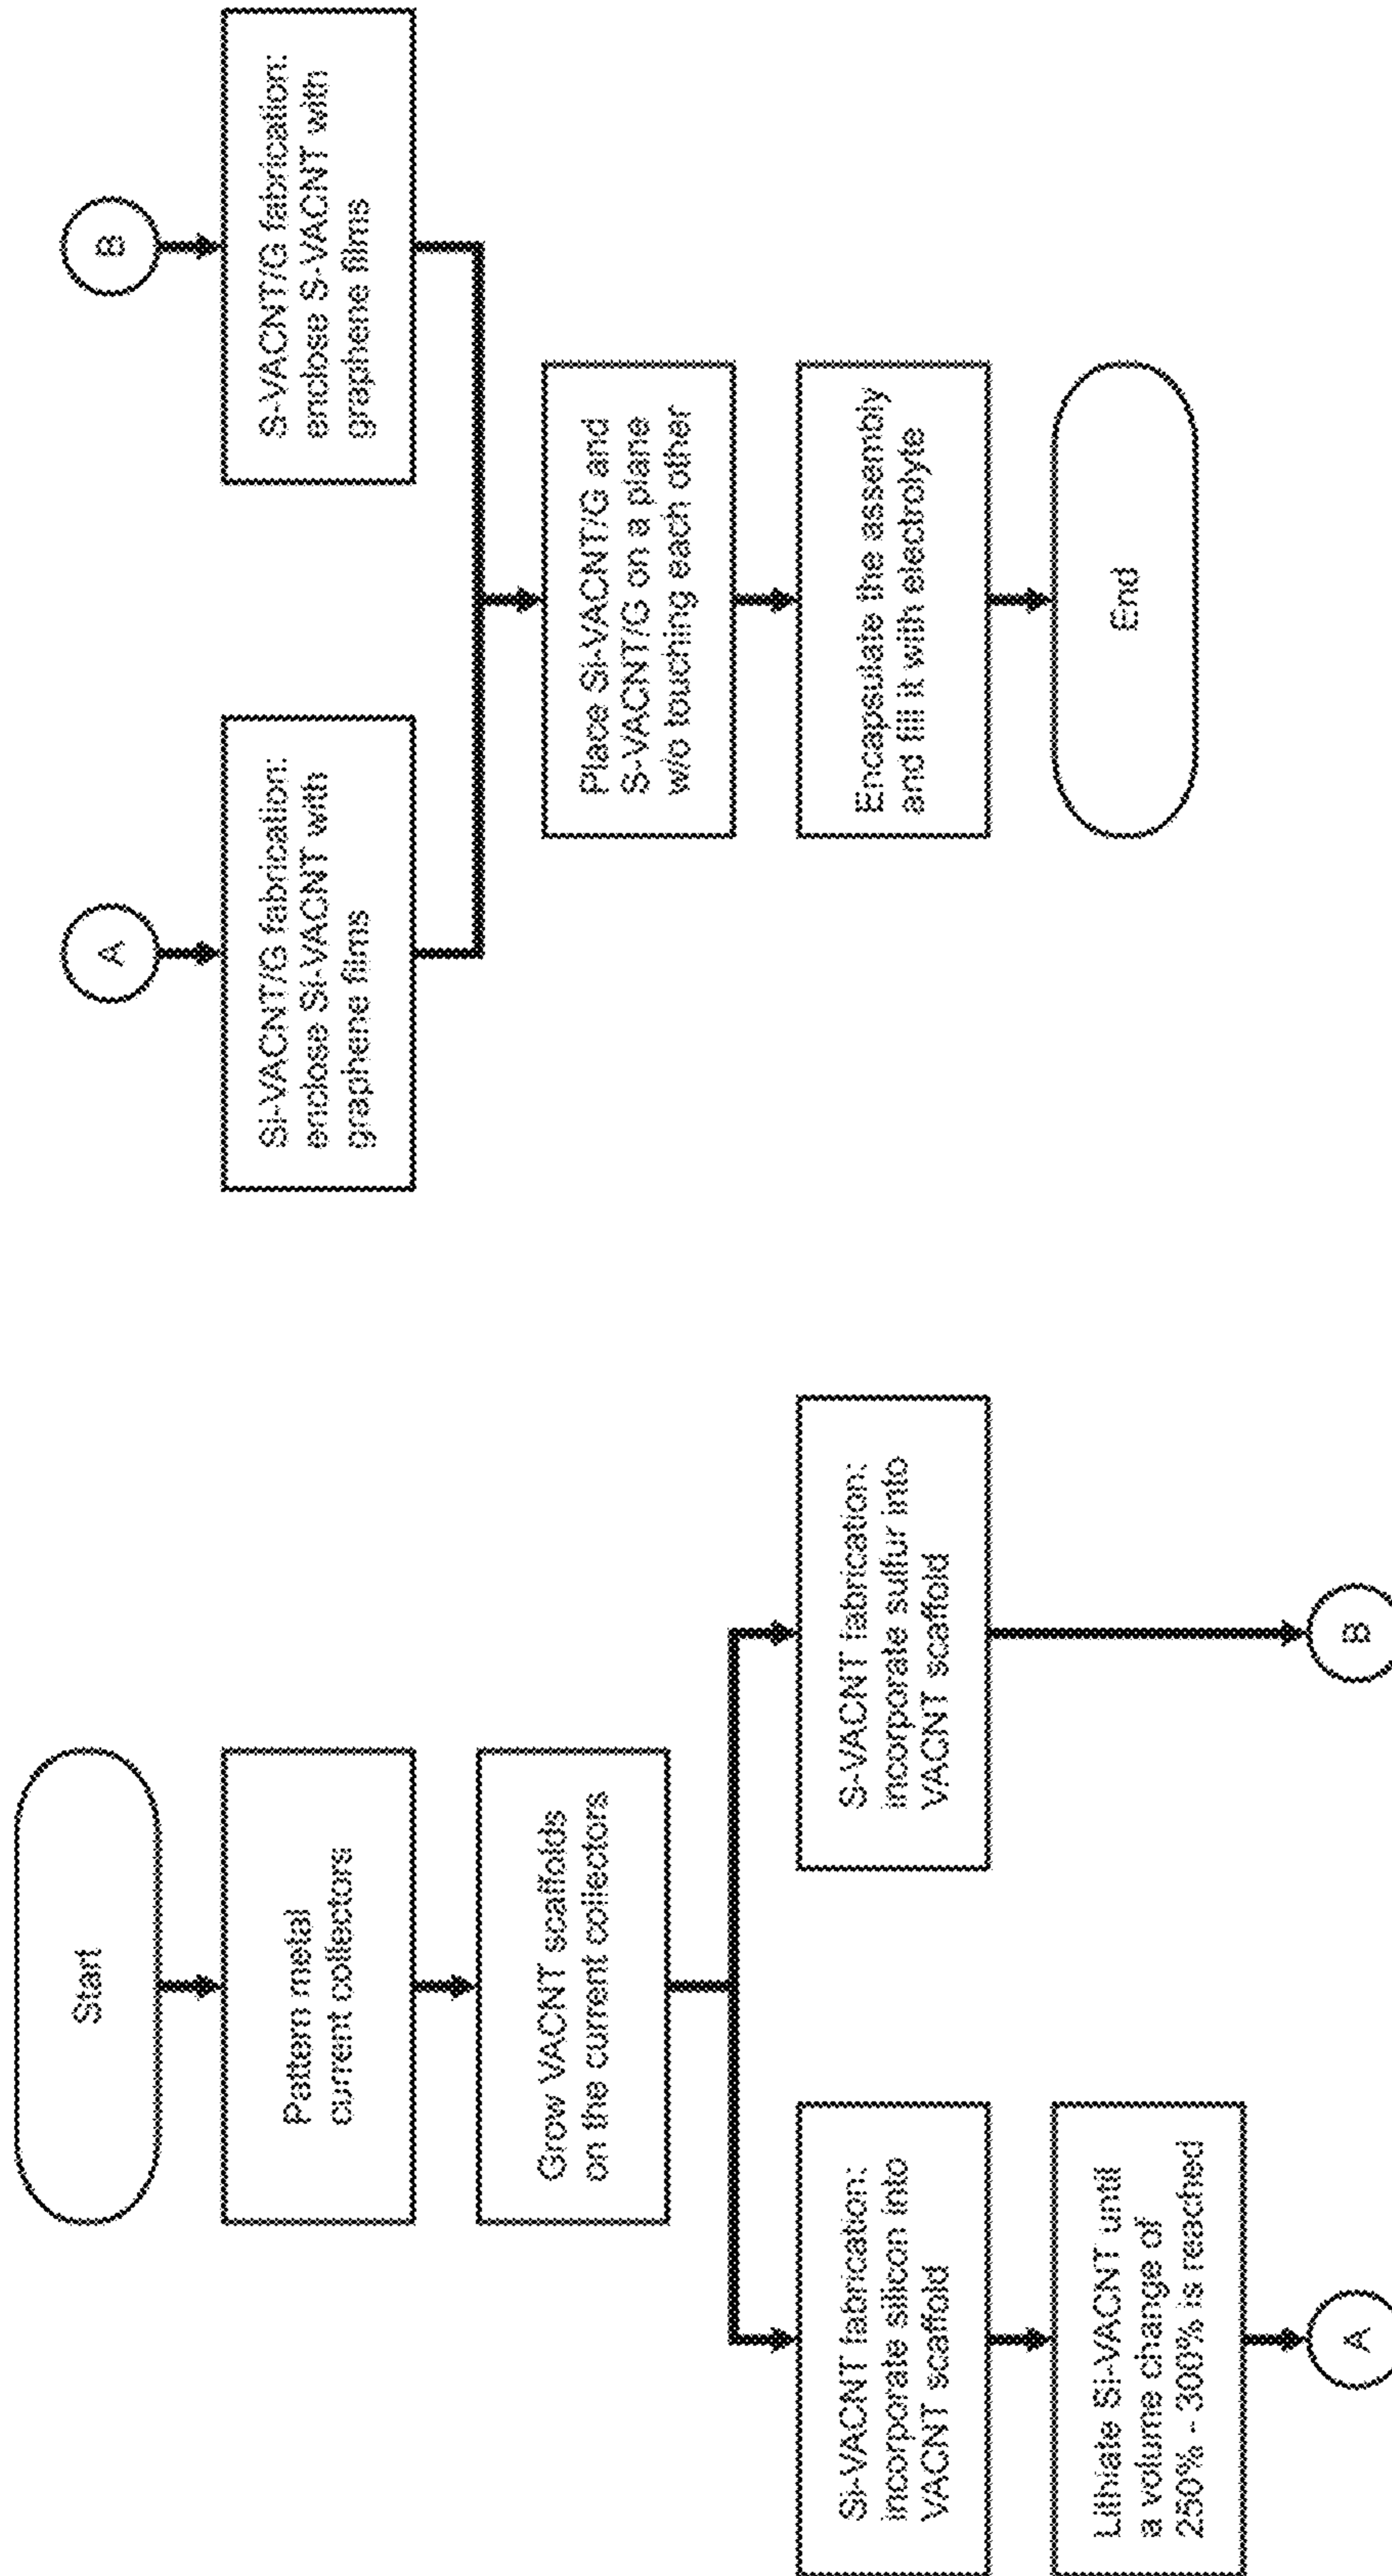 Start
Pattern metal
current collectors
Grow VACNT scaffolds
on the current collectors
Si-VACNT fabrication:
incorporate silicon into
VACNT scaffold
Lithiate Si-VACNT until
a volume change of
250% - 300% is reached
A
S-VACNT fabrication:
incorporate sulfur into
VACNT scaffold
B
A
Si-VACNT/G fabrication:
enclose Si-VACNT with
graphene films
B
S-VACNT/G fabrication:
enclose S-VACNT with
graphene films
Place Si-VACNT/G and
S-VACNT/G on a plane
w/o touching each other
Encapsulate the assembly
and fill it with electrolyte
End